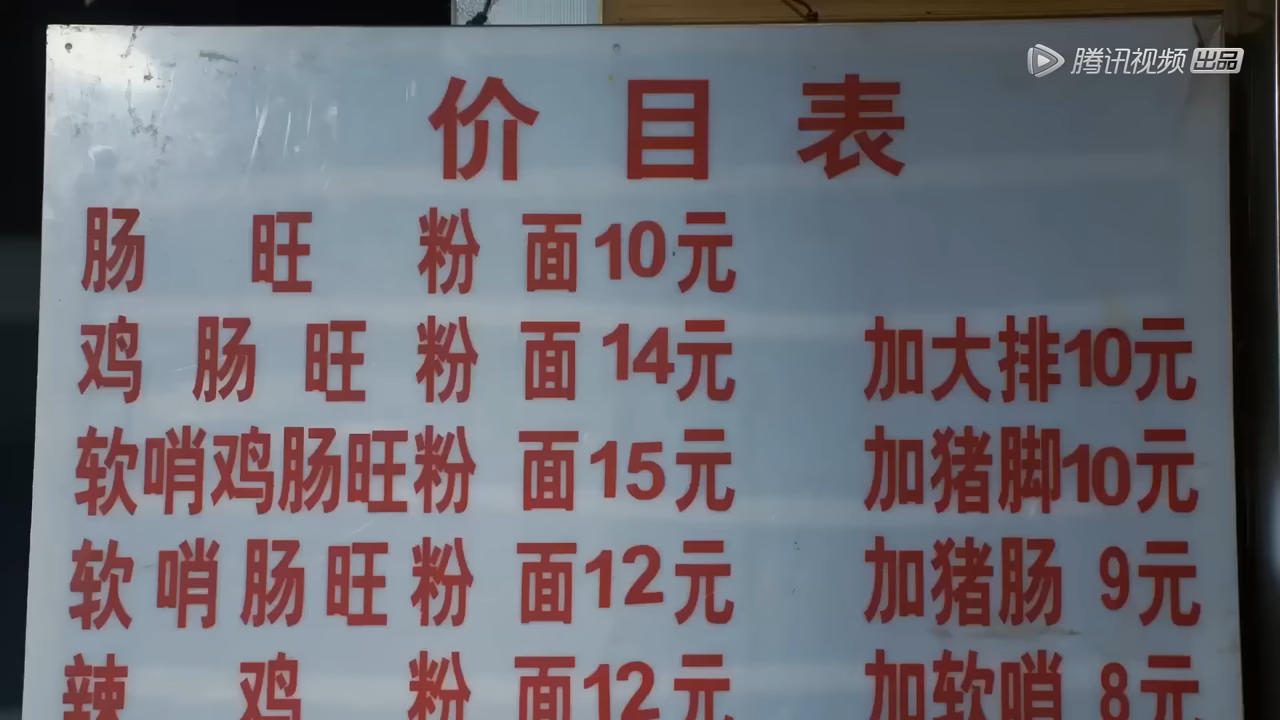 腾讯视频 出品
价目表
肠旺粉 面10元
鸡肠旺粉 面14元 加大排10元
软哨鸡肠旺粉 面15元 加猪脚10元
软哨肠旺粉 面12元 加猪肠 9元
辣鸡粉 面12元 加软哨 8元